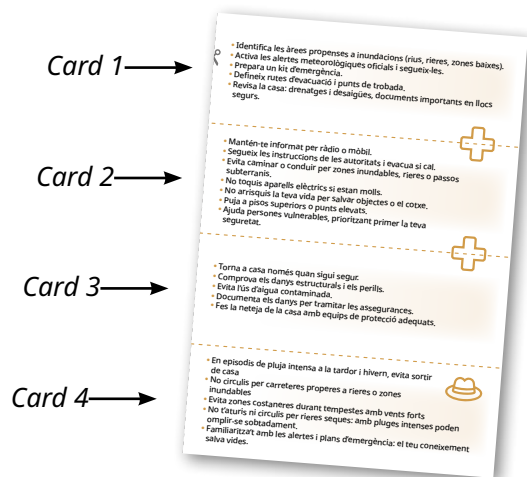 Card 1
• Identifica les àrees propenses a inundacions (rius, rieres, zones baixes).
• Activa les alertes meteorològiques oficials i segueix-les.
• Prepara un kit d'emergència.
• Defineix rutes d'evacuació i punts de trobada.
• Revisa la casa: drenatges i desaigües, documents importants en llocs
segurs.
Card 2
• Mantén-te informat per ràdio o mòbil.
• Segueix les instruccions de les autoritats i evacua si cal.
• Evita caminar o conduir per zones inundables, rieres o passos
subterranis.
• No toquis aparells elèctrics si estan molls.
• No arrisquis la teva vida per salvar objectes o el cotxe.
• Puja a pisos superiors o punts elevats.
• Ajuda persones vulnerables, prioritzant primer la teva
seguretat.
Card 3
• Torna a casa només quan sigui segur.
• Comprova els danys estructurals i els perills.
• Evita l'ús d'aigua contaminada.
• Documenta els danys per tramitar les assegurances.
• Fes la neteja de la casa amb equips de protecció adequats.
Card 4
• En episodis de pluja intensa a la tardor i hivern, evita sortir
de casa
• No circulis per carreteres properes a rieres o zones
inundables
• Evita zones costaneres durant tempestes amb vents forts
• No t'aturis ni circulis per rieres seques: amb pluges intenses poden
omplir-se sobtadament.
• Familiaritza't amb les alertes i plans d'emergència: el teu coneixement
salva vides.